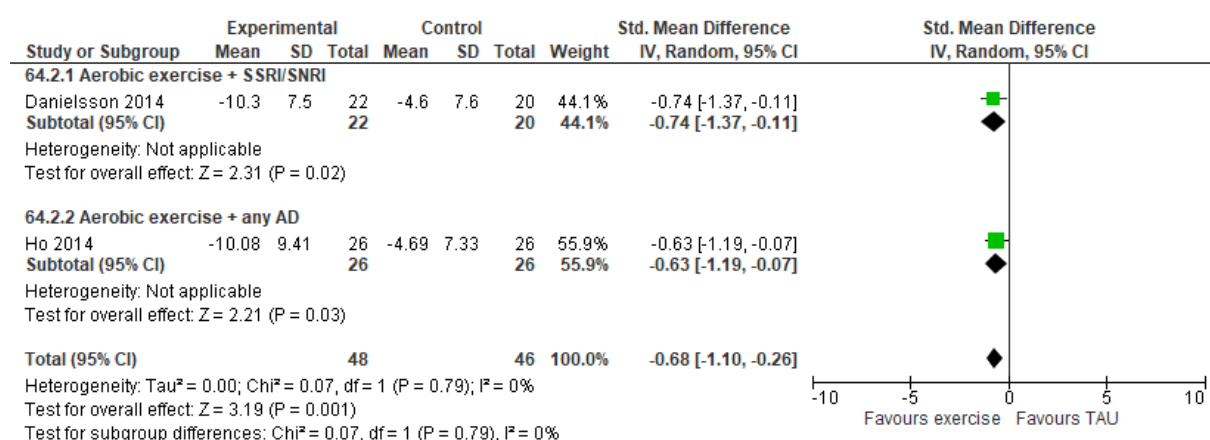 Experimental Control Std. Mean Difference Std. Mean Difference
Study or Subgroup Mean SD Total Mean SD Total Weight IV, Random, 95% CI IV, Random, 95% CI
64.2.1 Aerobic exercise + SSRI/SNRI
Danielsson 2014 -10.3 7.5 22 -4.6 7.6 20 44.1% -0.74 [-1.37, -0.11]
Subtotal (95% CI) 22 20 44.1% -0.74 [-1.37, -0.11]
Heterogeneity: Not applicable
Test for overall effect: Z = 2.31 (P = 0.02)
64.2.2 Aerobic exercise + any AD
Ho 2014 -10.08 9.41 26 -4.69 7.33 26 55.9% -0.63 [-1.19, -0.07]
Subtotal (95% CI) 26 26 55.9% -0.63 [-1.19, -0.07]
Heterogeneity: Not applicable
Test for overall effect: Z = 2.21 (P = 0.03)
Total (95% CI) 48 46 100.0% -0.68 [-1.10, -0.26]
Heterogeneity: Tau² = 0.00; Chi² = 0.07, df = 1 (P = 0.79); I² = 0%
Test for overall effect: Z = 3.19 (P = 0.001)
Test for subgroup differences: Chi² = 0.07, df = 1 (P = 0.79), I² = 0%
-10 -5 0 5 10
Favours exercise Favours TAU